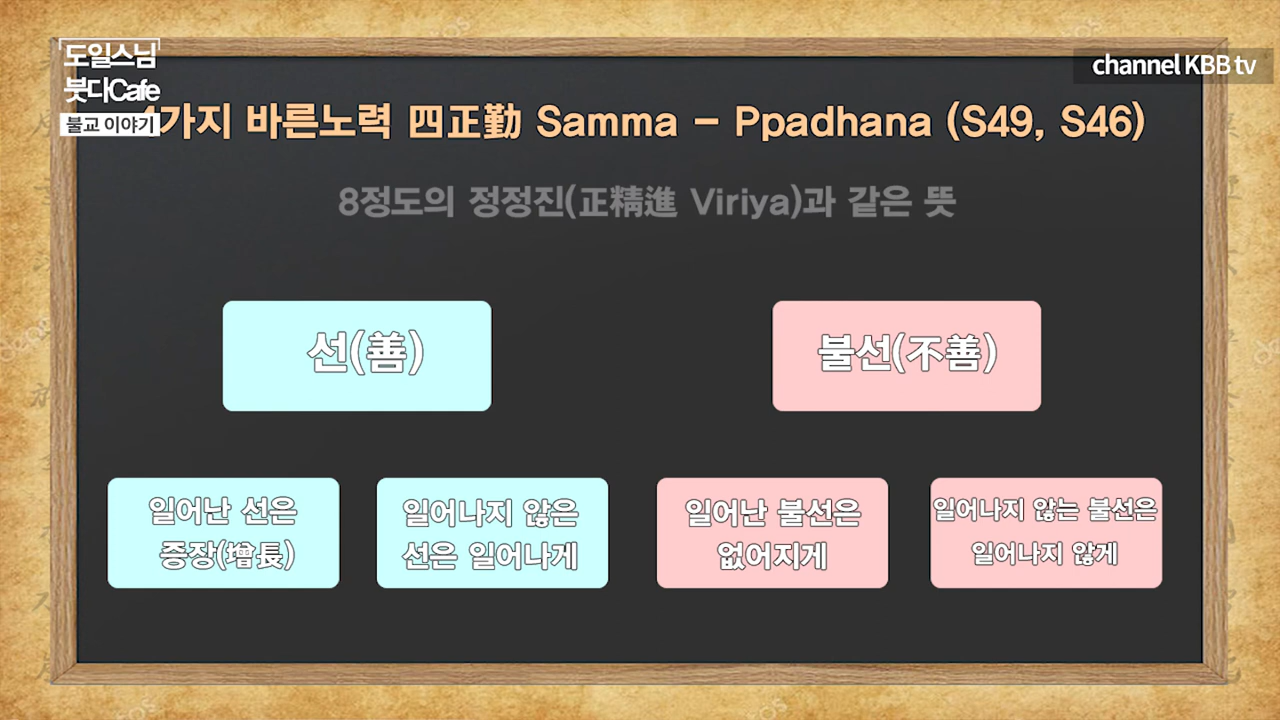 도일스님
붓다Cafe
불교 이야기
channel KBB tv
4가지 바른노력 四正勤 Samma - Ppadhana (S49, S46)
8정도의 정정진(正精進 Viriya)과 같은 뜻
선(善)
불선(不善)
일어난 선은
증장(增長)
일어나지 않은
선은 일어나게
일어난 불선은
없어지게
일어나지 않는 불선은
일어나지 않게